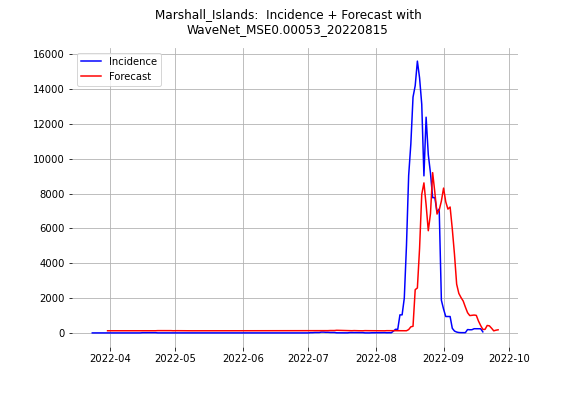 Marshall_Islands:  Incidence + Forecast with
WaveNet_MSE0.00053_20220815
Incidence
Forecast
16000
14000
12000
10000
8000
6000
4000
2000
0
2022-04 2022-05 2022-06 2022-07 2022-08 2022-09 2022-10